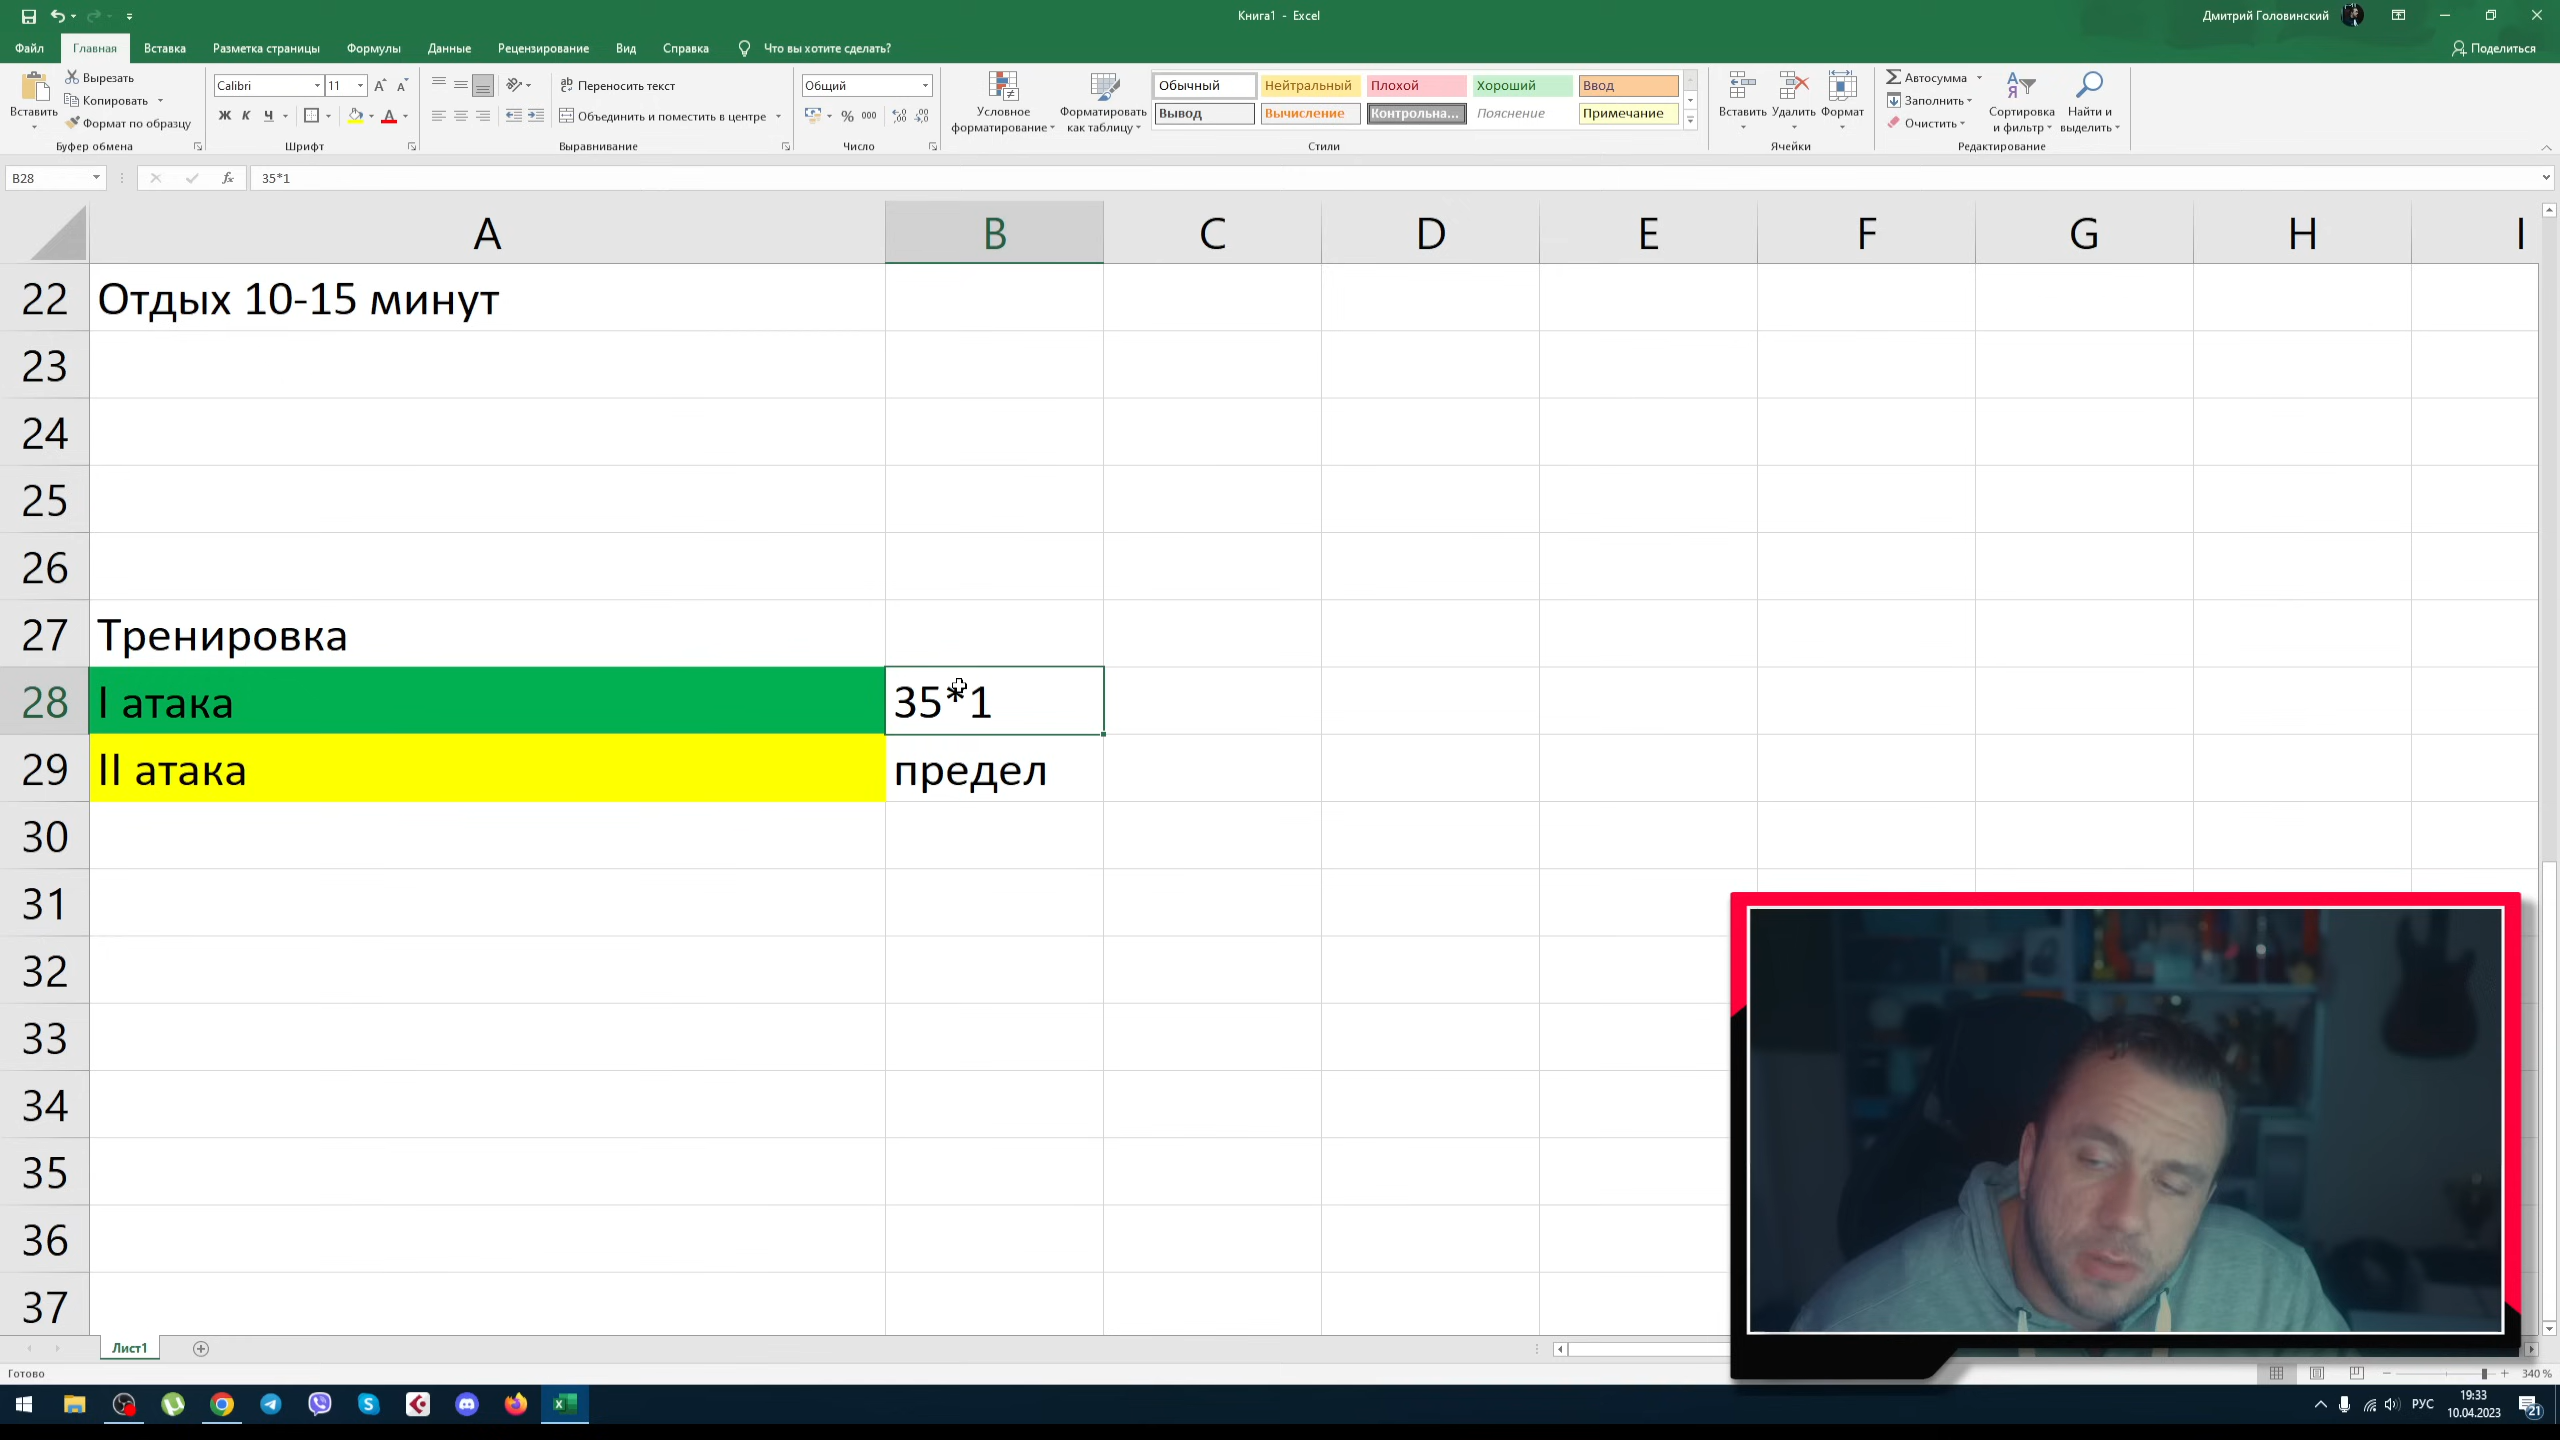 Книга1 - Excel
Дмитрий Головинский
Файл Главная Вставка Разметка страницы Формулы Данные Рецензирование Вид Справка Что вы хотите сделать? Поделиться
Вставить
Вырезать
Копировать
Формат по образцу
Буфер обмена
Calibri 11
Ж К Ч
Шрифт
Переносить текст
Объединить и поместить в центре
Выравнивание
Общий
% 000
Число
Условное форматирование
Форматировать как таблицу
Обычный Нейтральный Плохой Хороший Ввод
Вывод Вычисление Контрольна... Пояснение Примечание
Стили
Вставить Удалить Формат
Ячейки
Автосумма
Заполнить
Очистить
Сортировка и фильтр
Найти и выделить
Редактирование
B28 fx 35*1
A B C D E F G H I
22 Отдых 10-15 минут
23
24
25
26
27 Тренировка
28 I атака 35*1
29 II атака предел
30
31
32
33
34
35
36
37
Лист1
Готово
340 %
РУС
19:33
10.04.2023
21